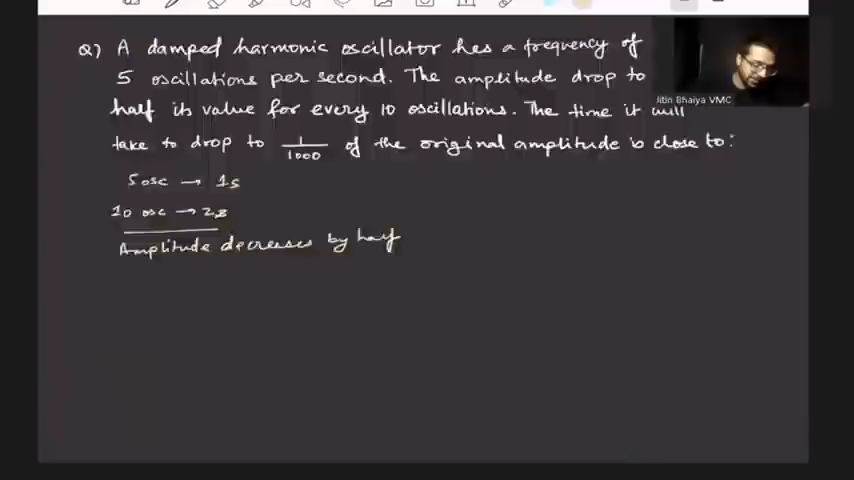 Q) A damped harmonic oscillator has a frequency of
5 oscillations per second. The amplitude drop to
half its value for every 10 oscillations. The time it will
take to drop to 1/1000 of the original amplitude is close to:
5 osc → 1s
10 osc → 2s
Amplitude decreases by half
Jitin Bhaiya VMC